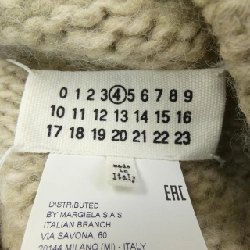 0 1 2 3 4 5 6 7 8 9
10 11 12 13 14 15 16
17 18 19 20 21 22 23
made in
Italy
DISTRIBUTED
BY MARGIELA S.A.S
ITALIAN BRANCH
VIA SAVONA, 60
20144 MILANO (MI) - ITALY
EAC